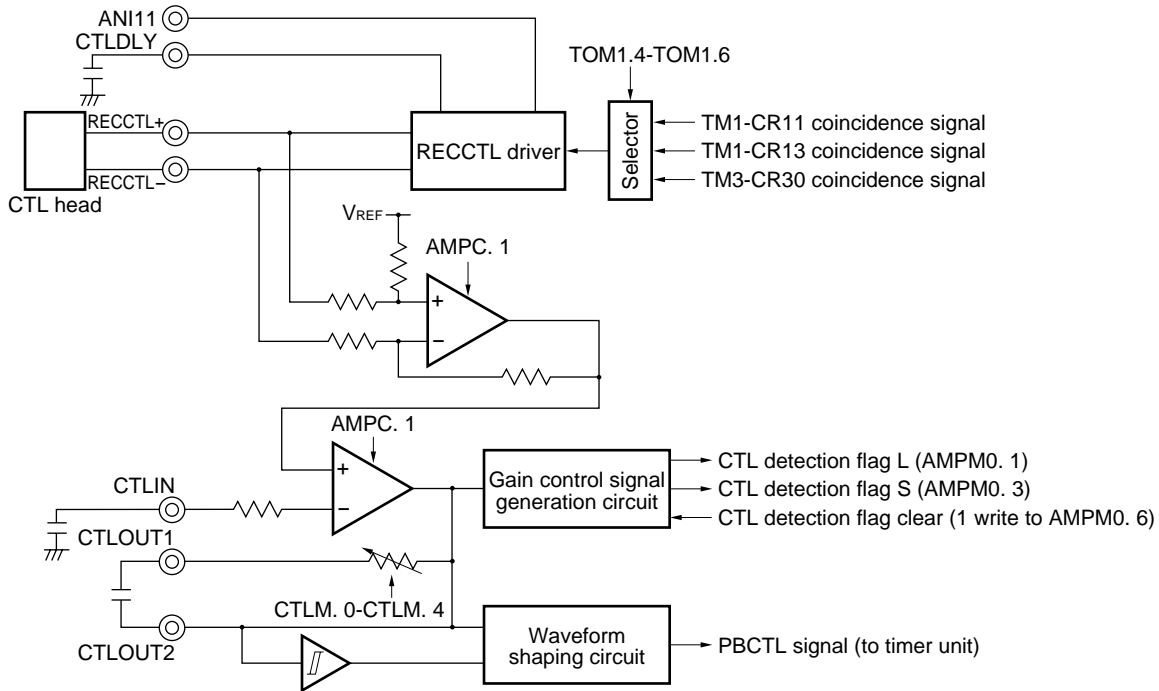 ANI11
CTLDLY
TOM1.4-TOM1.6
RECCTL+
RECCTL−
CTL head
RECCTL driver
Selector
TM1-CR11 coincidence signal
TM1-CR13 coincidence signal
TM3-CR30 coincidence signal
VREF
AMPC. 1
+
−
AMPC. 1
+
−
CTLIN
CTLOUT1
Gain control signal
generation circuit
CTL detection flag L (AMPM0. 1)
CTL detection flag S (AMPM0. 3)
CTL detection flag clear (1 write to AMPM0. 6)
CTLM. 0-CTLM. 4
CTLOUT2
Waveform
shaping circuit
PBCTL signal (to timer unit)